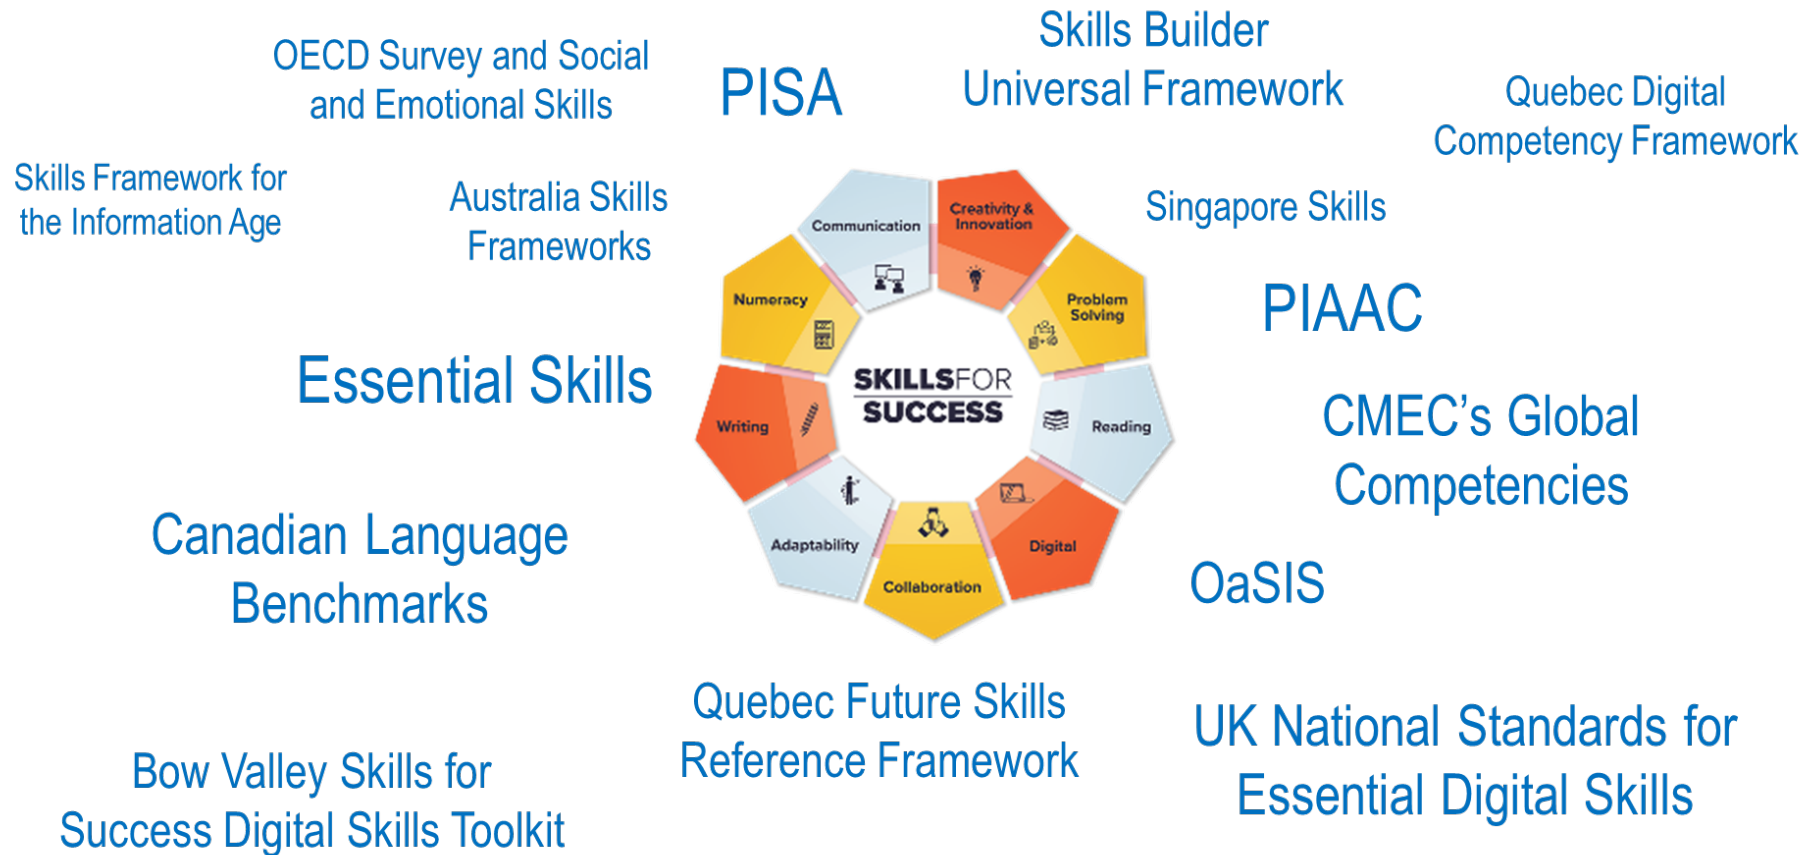 OECD Survey and Social
and Emotional Skills
PISA
Skills Builder
Universal Framework
Quebec Digital
Competency Framework
Skills Framework for
the Information Age
Australia Skills
Frameworks
Singapore Skills
Communication
Creativity &
Innovation
Numeracy
Problem
Solving
PIAAC
Essential Skills
SKILLSFOR
SUCCESS
Writing
Reading
CMEC’s Global
Competencies
Canadian Language
Benchmarks
Adaptability
Digital
Collaboration
OaSIS
Quebec Future Skills
Reference Framework
UK National Standards for
Essential Digital Skills
Bow Valley Skills for
Success Digital Skills Toolkit